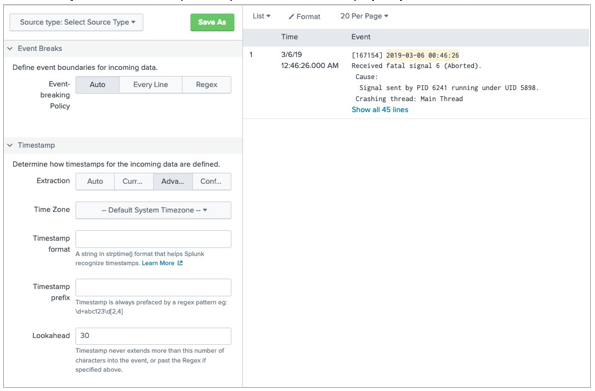 Source type: Select Source Type
Save As
List
Format
20 Per Page
Event Breaks
Define event boundaries for incoming data.
Event-
breaking
Policy
Auto
Every Line
Regex
Timestamp
Determine how timestamps for the incoming data are defined.
Extraction
Auto
Curr...
Adva...
Conf...
Time Zone
-- Default System Timezone --
Timestamp
format
A string in strptime() format that helps Splunk
recognize timestamps. Learn More
Timestamp
prefix
Timestamp is always prefaced by a regex pattern eg:
\d+abc123\d[2,4]
Lookahead
30
Timestamp never extends more than this number of
characters into the event, or past the Regex if
specified above.
Time
Event
1
3/6/19
12:46:26.000 AM
[167154] 2019-03-06 00:46:26
Received fatal signal 6 (Aborted).
Cause:
Signal sent by PID 6241 running under UID 5898.
Crashing thread: Main Thread
Show all 45 lines